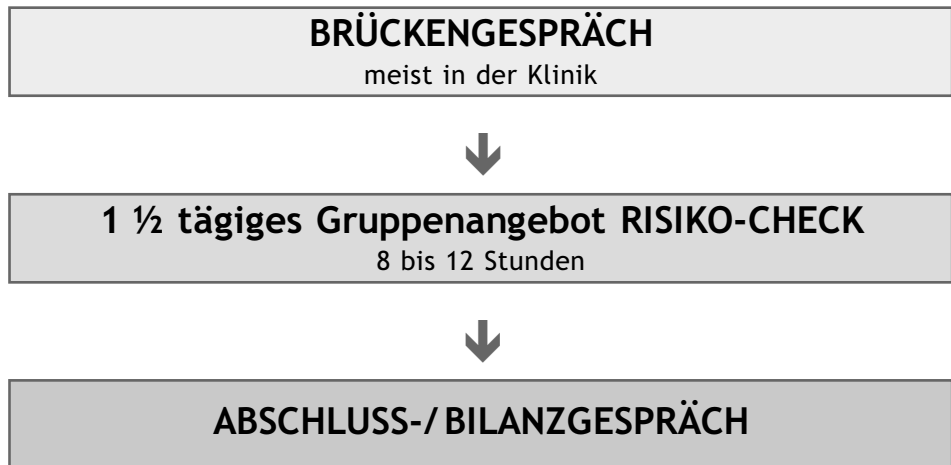 BRÜCKENGESPRÄCH
meist in der Klinik
1 ½ tägiges Gruppenangebot RISIKO-CHECK
8 bis 12 Stunden
ABSCHLUSS-/BILANZGESPRÄCH